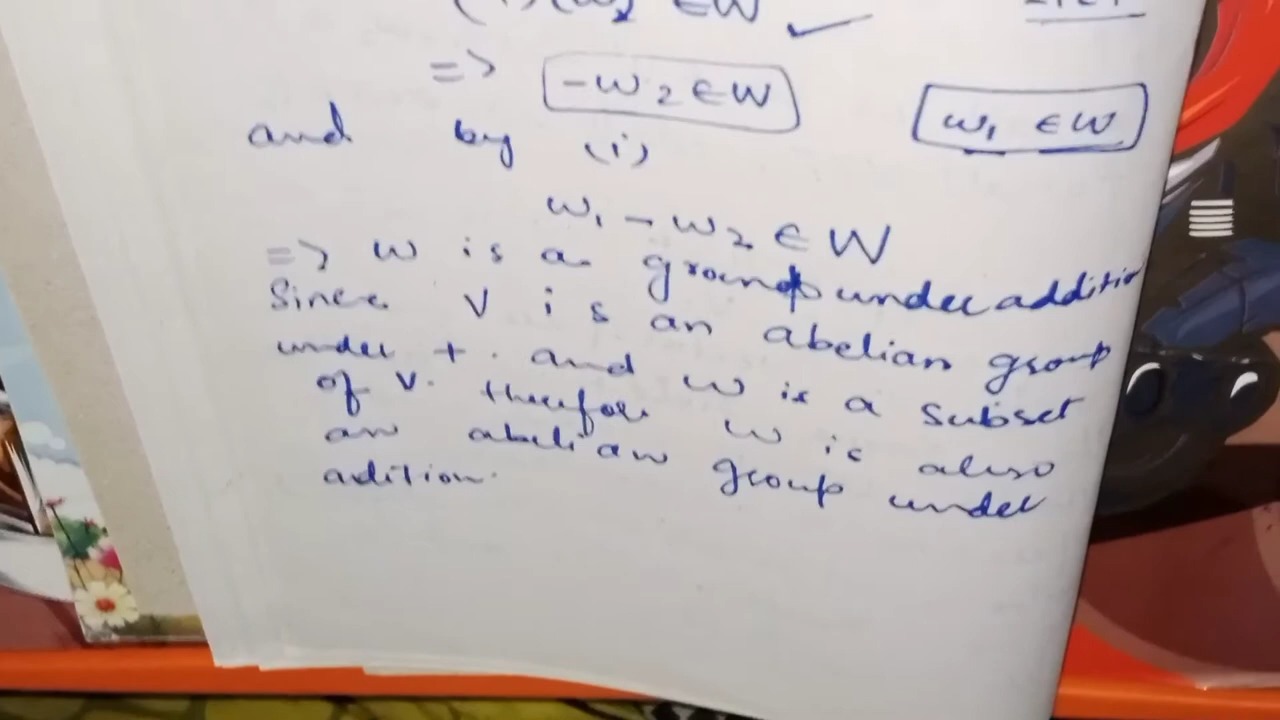 ∈W ✓
=> -w2 ∈ W
w1 ∈ W
and by (i)
w1 - w2 ∈ W
=> W is a group under addition
Since V is an abelian group
under +. and W is a subset
of V. therefore W is also
an abelian group under
adition.